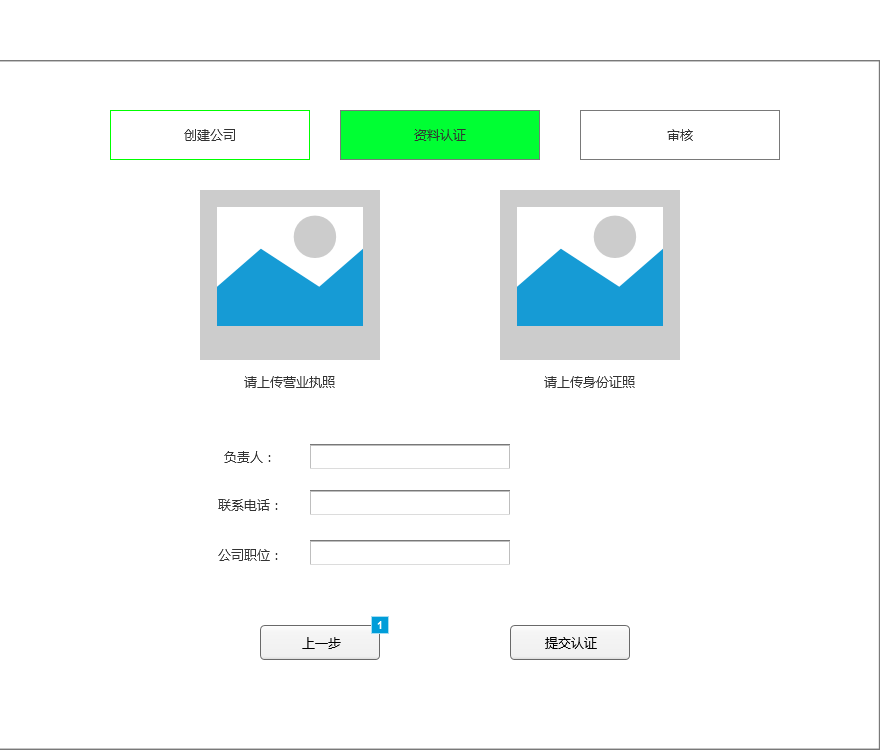 创建公司
资料认证
审核
请上传营业执照
请上传身份证照
负责人：
联系电话：
公司职位：
1
上一步
提交认证